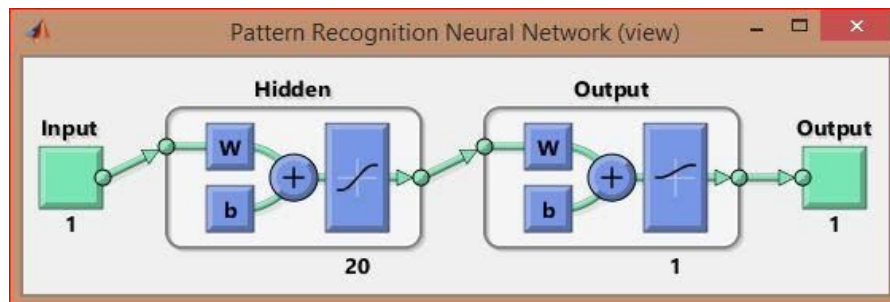 Pattern Recognition Neural Network (view)
Hidden
Output
Input
Output
W
W
+
+
b
b
1
1
20
1